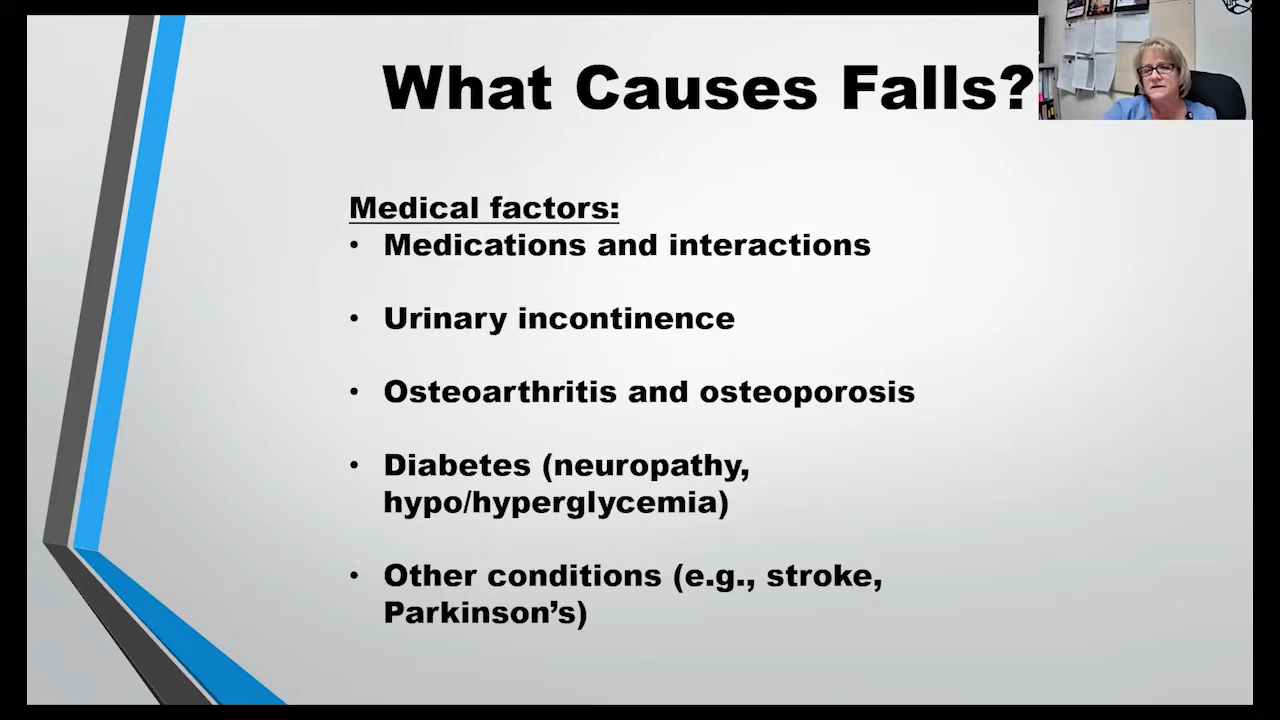 What Causes Falls?
Medical factors:
• Medications and interactions
• Urinary incontinence
• Osteoarthritis and osteoporosis
• Diabetes (neuropathy,
hypo/hyperglycemia)
• Other conditions (e.g., stroke,
Parkinson’s)